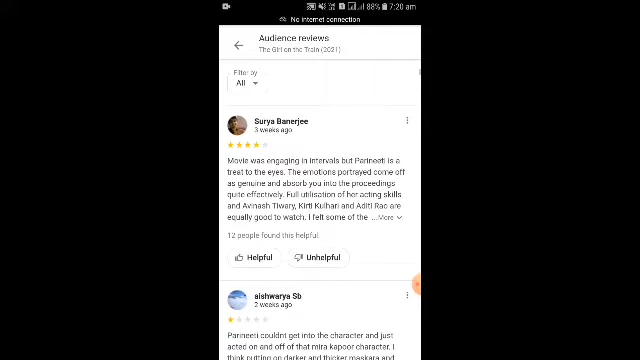 88% 7:20 am
No internet connection
Audience reviews
The Girl on the Train (2021)
Filter by
All
Surya Banerjee
3 weeks ago
Movie was engaging in intervals but Parineeti is a
treat to the eyes. The emotions portrayed come off
as genuine and absorb you into the proceedings
quite effectively. Full utilisation of her acting skills
and Avinash Tiwary, Kirti Kulhari and Aditi Rao are
equally good to watch. I felt some of the ...More
12 people found this helpful.
Helpful Unhelpful
aishwarya Sb
2 weeks ago
Parineeti couldnt get into the character and just
acted on and off of that mira kapoor character. I
think putting on darker and thicker maskara and